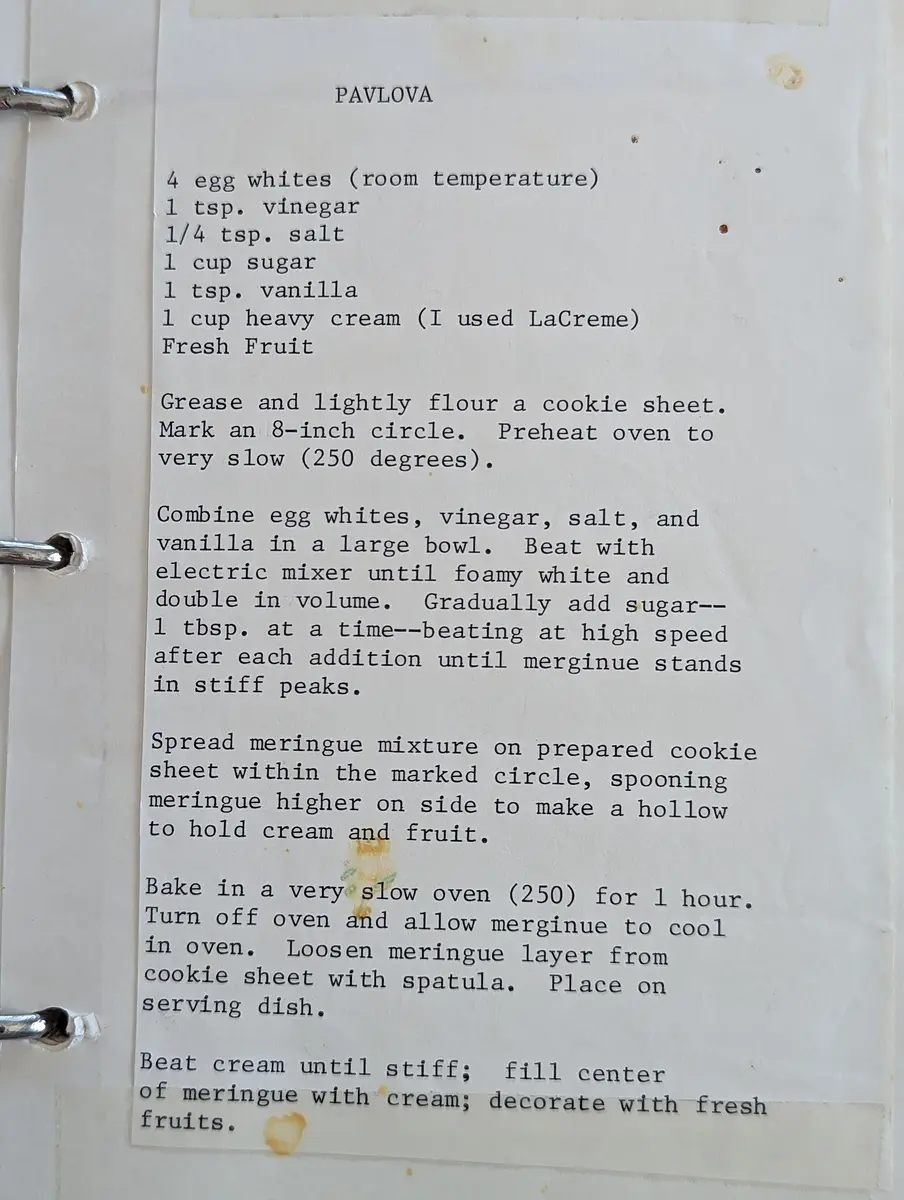 PAVLOVA
4 egg whites (room temperature)
1 tsp. vinegar
1/4 tsp. salt
1 cup sugar
1 tsp. vanilla
1 cup heavy cream (I used LaCreme)
Fresh Fruit
Grease and lightly flour a cookie sheet.
Mark an 8-inch circle.  Preheat oven to
very slow (250 degrees).
Combine egg whites, vinegar, salt, and
vanilla in a large bowl.  Beat with
electric mixer until foamy white and
double in volume.  Gradually add sugar--
1 tbsp. at a time--beating at high speed
after each addition until merginue stands
in stiff peaks.
Spread meringue mixture on prepared cookie
sheet within the marked circle, spooning
meringue higher on side to make a hollow
to hold cream and fruit.
Bake in a very slow oven (250) for 1 hour.
Turn off oven and allow merginue to cool
in oven.  Loosen meringue layer from
cookie sheet with spatula.  Place on
serving dish.
Beat cream until stiff;  fill center
of meringue with cream; decorate with fresh
fruits.